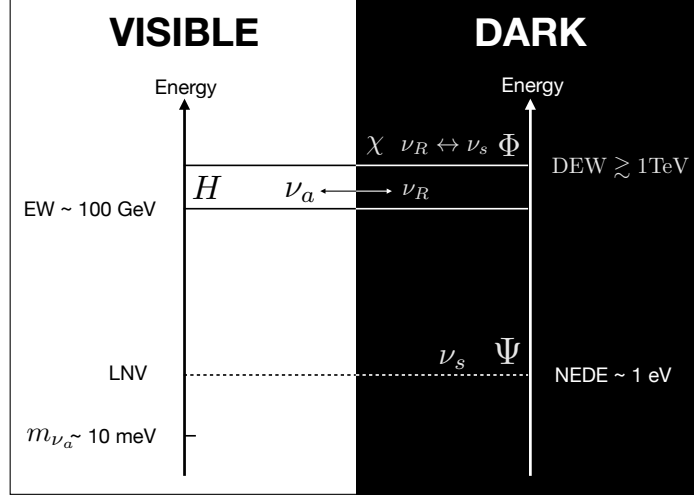 VISIBLE
DARK
Energy
Energy
χ ν_R ↔ ν_s Φ
DEW ≳ 1TeV
H
ν_a ↔ ν_R
EW ~ 100 GeV
ν_s Ψ
LNV
NEDE ~ 1 eV
m_{ν_a} ~ 10 meV